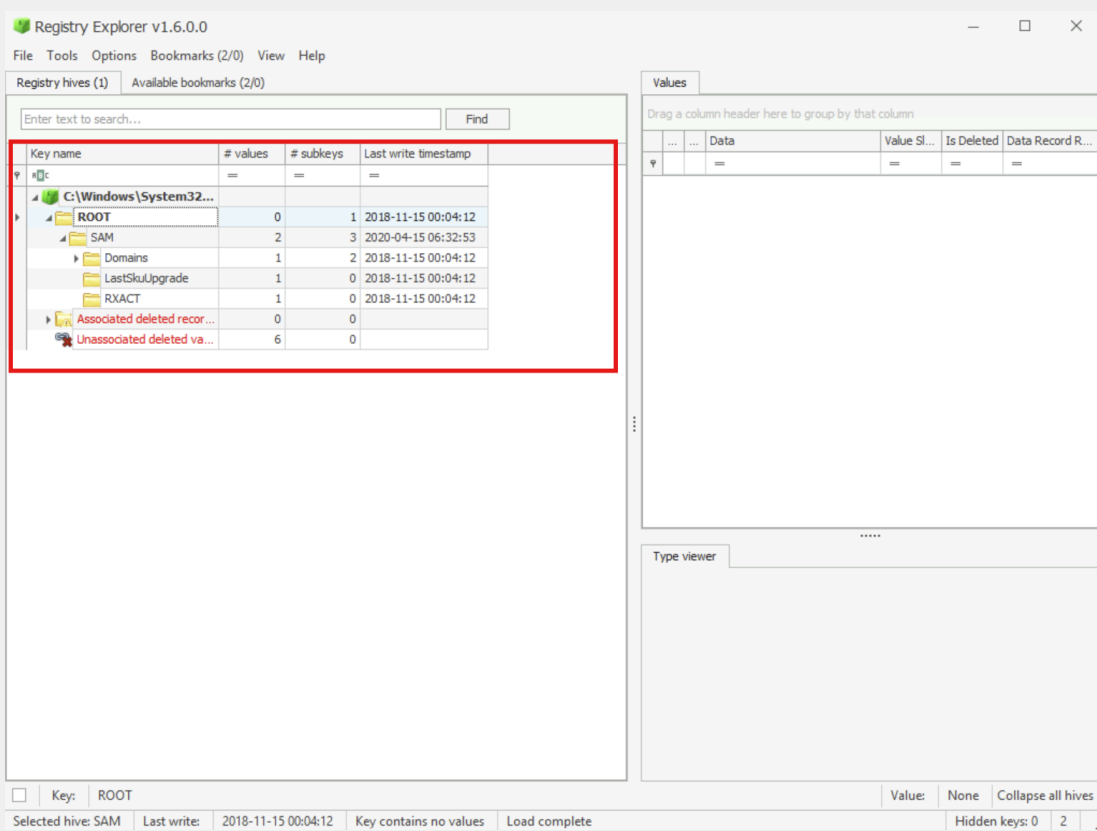 Registry Explorer v1.6.0.0
File Tools Options Bookmarks (2/0) View Help
Registry hives (1) Available bookmarks (2/0)
Enter text to search... Find
Key name # values # subkeys Last write timestamp
= = =
C:\Windows\System32...
ROOT 0 1 2018-11-15 00:04:12
SAM 2 3 2020-04-15 06:32:53
Domains 1 2 2018-11-15 00:04:12
LastSkuUpgrade 1 0 2018-11-15 00:04:12
RXACT 1 0 2018-11-15 00:04:12
Associated deleted recor... 0 0
Unassociated deleted va... 6 0
Values
Drag a column header here to group by that column
... ... Data Value Sl... Is Deleted Data Record R...
= = = =
Type viewer
Key: ROOT Value: None Collapse all hives
Selected hive: SAM Last write: 2018-11-15 00:04:12 Key contains no values Load complete Hidden keys: 0 2